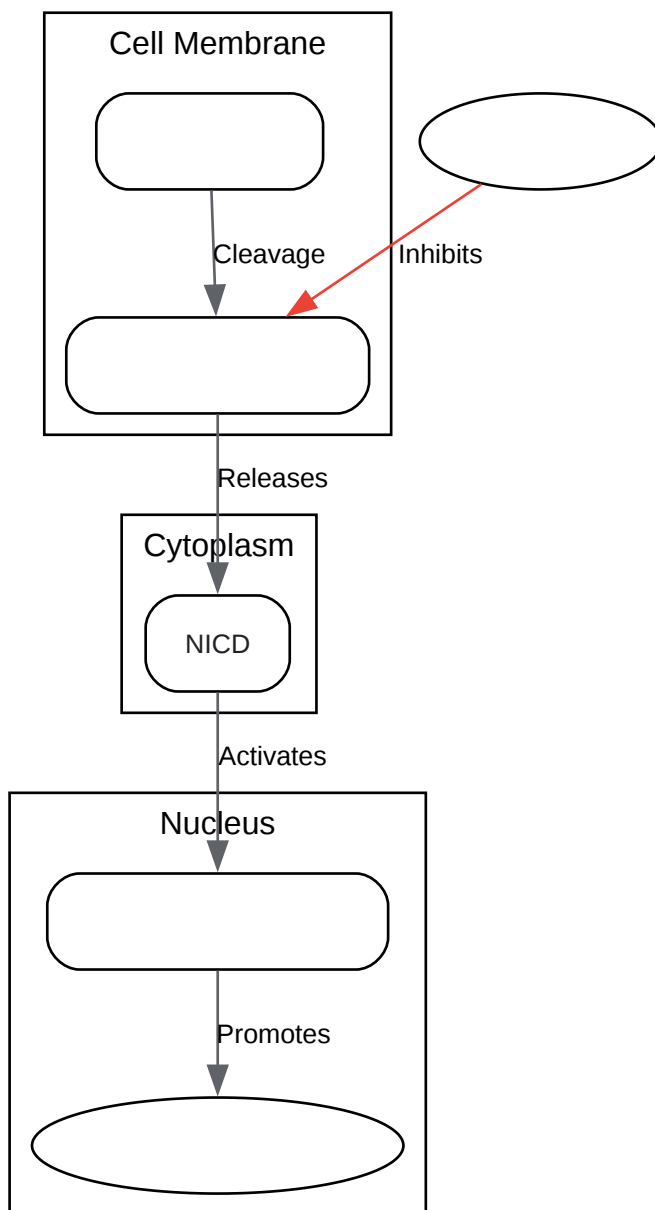 Cell Membrane
Cleavage
Inhibits
Releases
Cytoplasm
NICD
Activates
Nucleus
Promotes